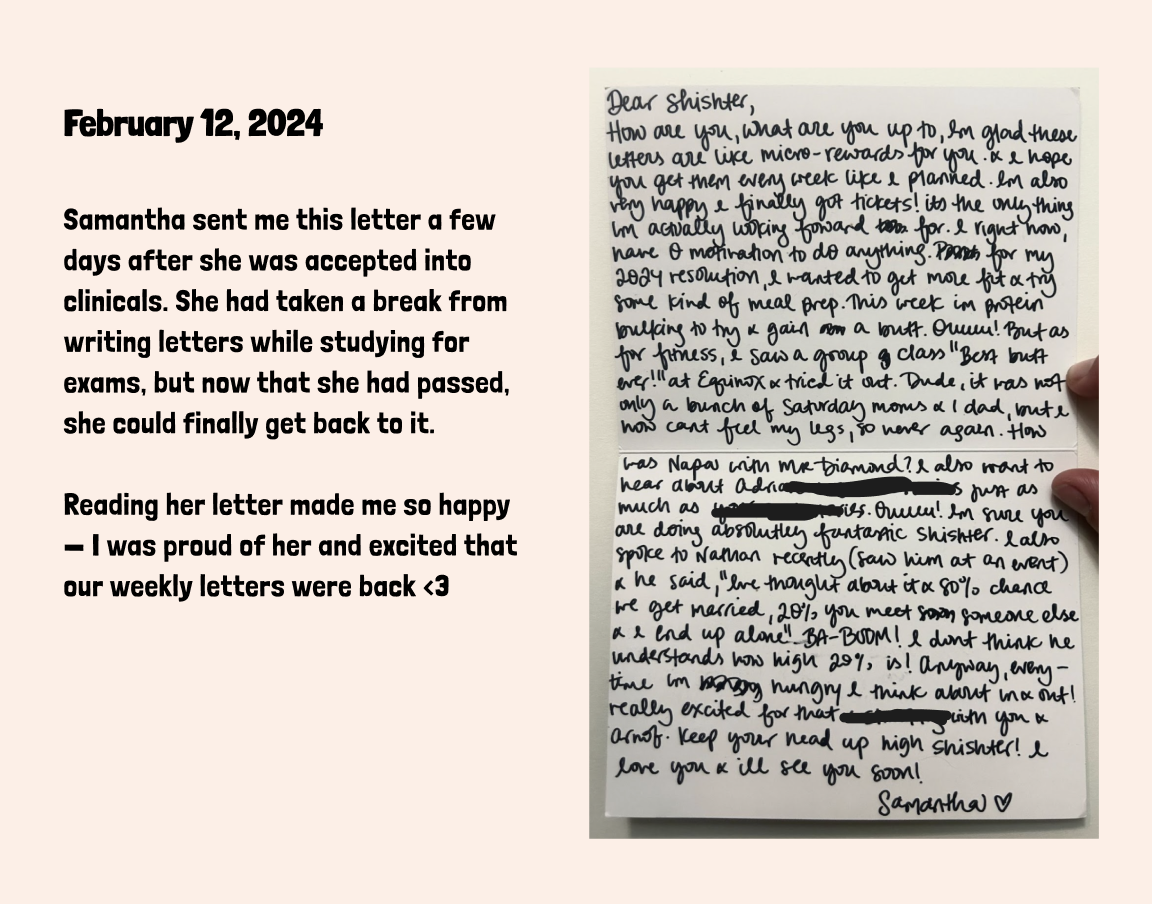 February 12, 2024
Samantha sent me this letter a few
days after she was accepted into
clinicals. She had taken a break from
writing letters while studying for
exams, but now that she had passed,
she could finally get back to it.
Reading her letter made me so happy
— I was proud of her and excited that
our weekly letters were back <3
Dear Shishter,
How are you, what are you up to, Im glad these
letters are like micro-rewards for you. & I hope
you get them every week like I planned. Im also
very happy I finally got tickets! its the only thing
Im actually looking foward for. I right now,
have 0 motivation to do anything. for my
2024 resolution, I wanted to get more fit & try
some kind of meal prep. This week im protein
bulking to try & gain a butt. Ouuuu! But as
for fitness, I saw a group class "Best butt
ever!" at Equinox & tried it out. Dude, it was not
only a bunch of Saturday moms & 1 dad, but I
now cant feel my legs, so never again. How
was Napa with Mr Diamond? I also want to
hear about just as
much as Ouuuu! Im sure you
are doing absolutley fantastic shishter. I also
spoke to Nathan recently (saw him at an event)
& he said, "Ive thought about it & 80% chance
we get married, 20% you meet someone else
& I end up alone"! BA-BOOM! I dont think he
understands how high 20% is! Anyway, every-
time Im hungry I think about in & out!
really excited for that with you &
arnof. Keep your head up high shishter! I
love you & ill see you soon!
Samantha ♡